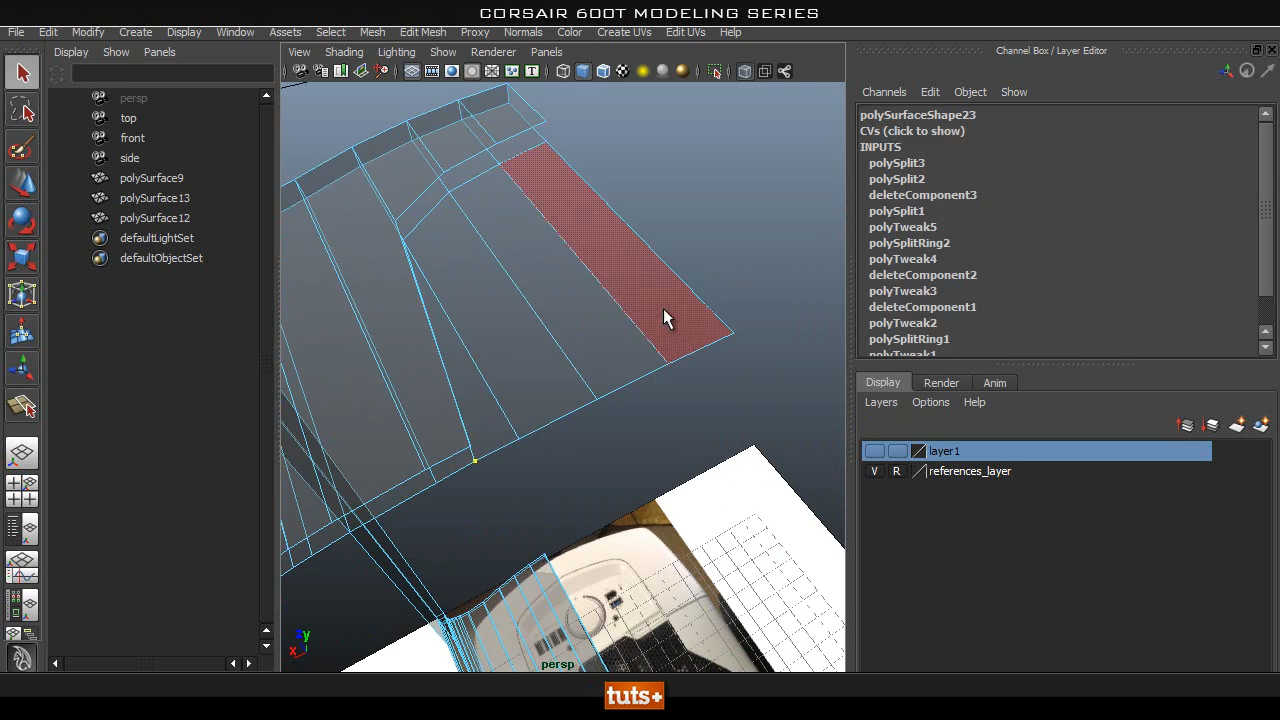 CORSAIR 600T MODELING SERIES
File Edit Modify Create Display Window Assets Select Mesh Edit Mesh Proxy Normals Color Create UVs Edit UVs Help
Display Show Panels
View Shading Lighting Show Renderer Panels
Channel Box / Layer Editor
T
persp
top
front
side
polySurface9
polySurface13
polySurface12
defaultLightSet
defaultObjectSet
y
x
persp
Channels Edit Object Show
polySurfaceShape23
CVs (click to show)
INPUTS
polySplit3
polySplit2
deleteComponent3
polySplit1
polyTweak5
polySplitRing2
polyTweak4
deleteComponent2
polyTweak3
deleteComponent1
polyTweak2
polySplitRing1
polyTweak1
Display Render Anim
Layers Options Help
layer1
V R references_layer
tuts+